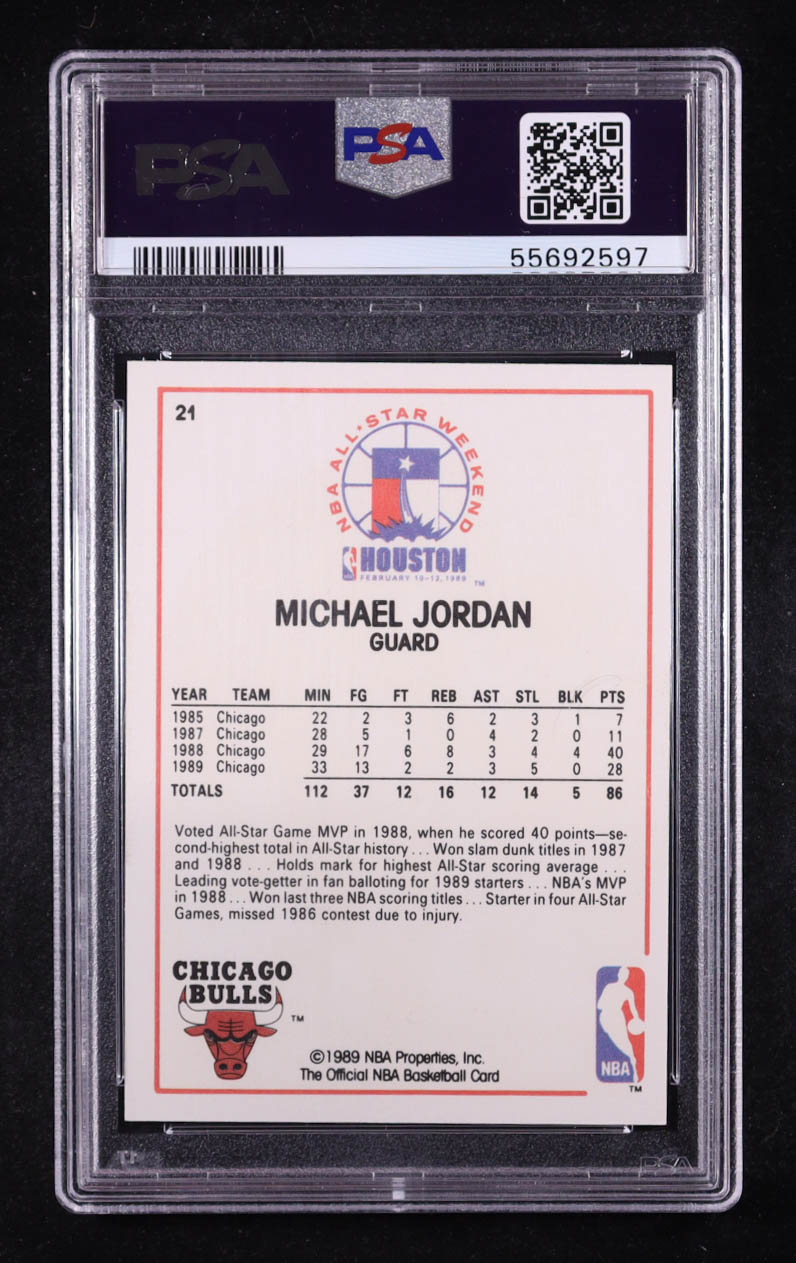 PSA
PSA
55692597
21
NBA ALL★STAR WEEKEND
HOUSTON
FEBRUARY 10-12, 1989
TM
MICHAEL JORDAN
GUARD
YEAR TEAM MIN FG FT REB AST STL BLK PTS
1985 Chicago 22 2 3 6 2 3 1 7
1987 Chicago 28 5 1 0 4 2 0 11
1988 Chicago 29 17 6 8 3 4 4 40
1989 Chicago 33 13 2 2 3 5 0 28
TOTALS 112 37 12 16 12 14 5 86
Voted All-Star Game MVP in 1988, when he scored 40 points—se-
cond-highest total in All-Star history . . . Won slam dunk titles in 1987
and 1988 . . . Holds mark for highest All-Star scoring average . . .
Leading vote-getter in fan balloting for 1989 starters . . . NBA's MVP
in 1988 . . . Won last three NBA scoring titles . . . Starter in four All-Star
Games, missed 1986 contest due to injury.
CHICAGO
BULLS
TM
©1989 NBA Properties, Inc.
The Official NBA Basketball Card
NBA
TM
PSA